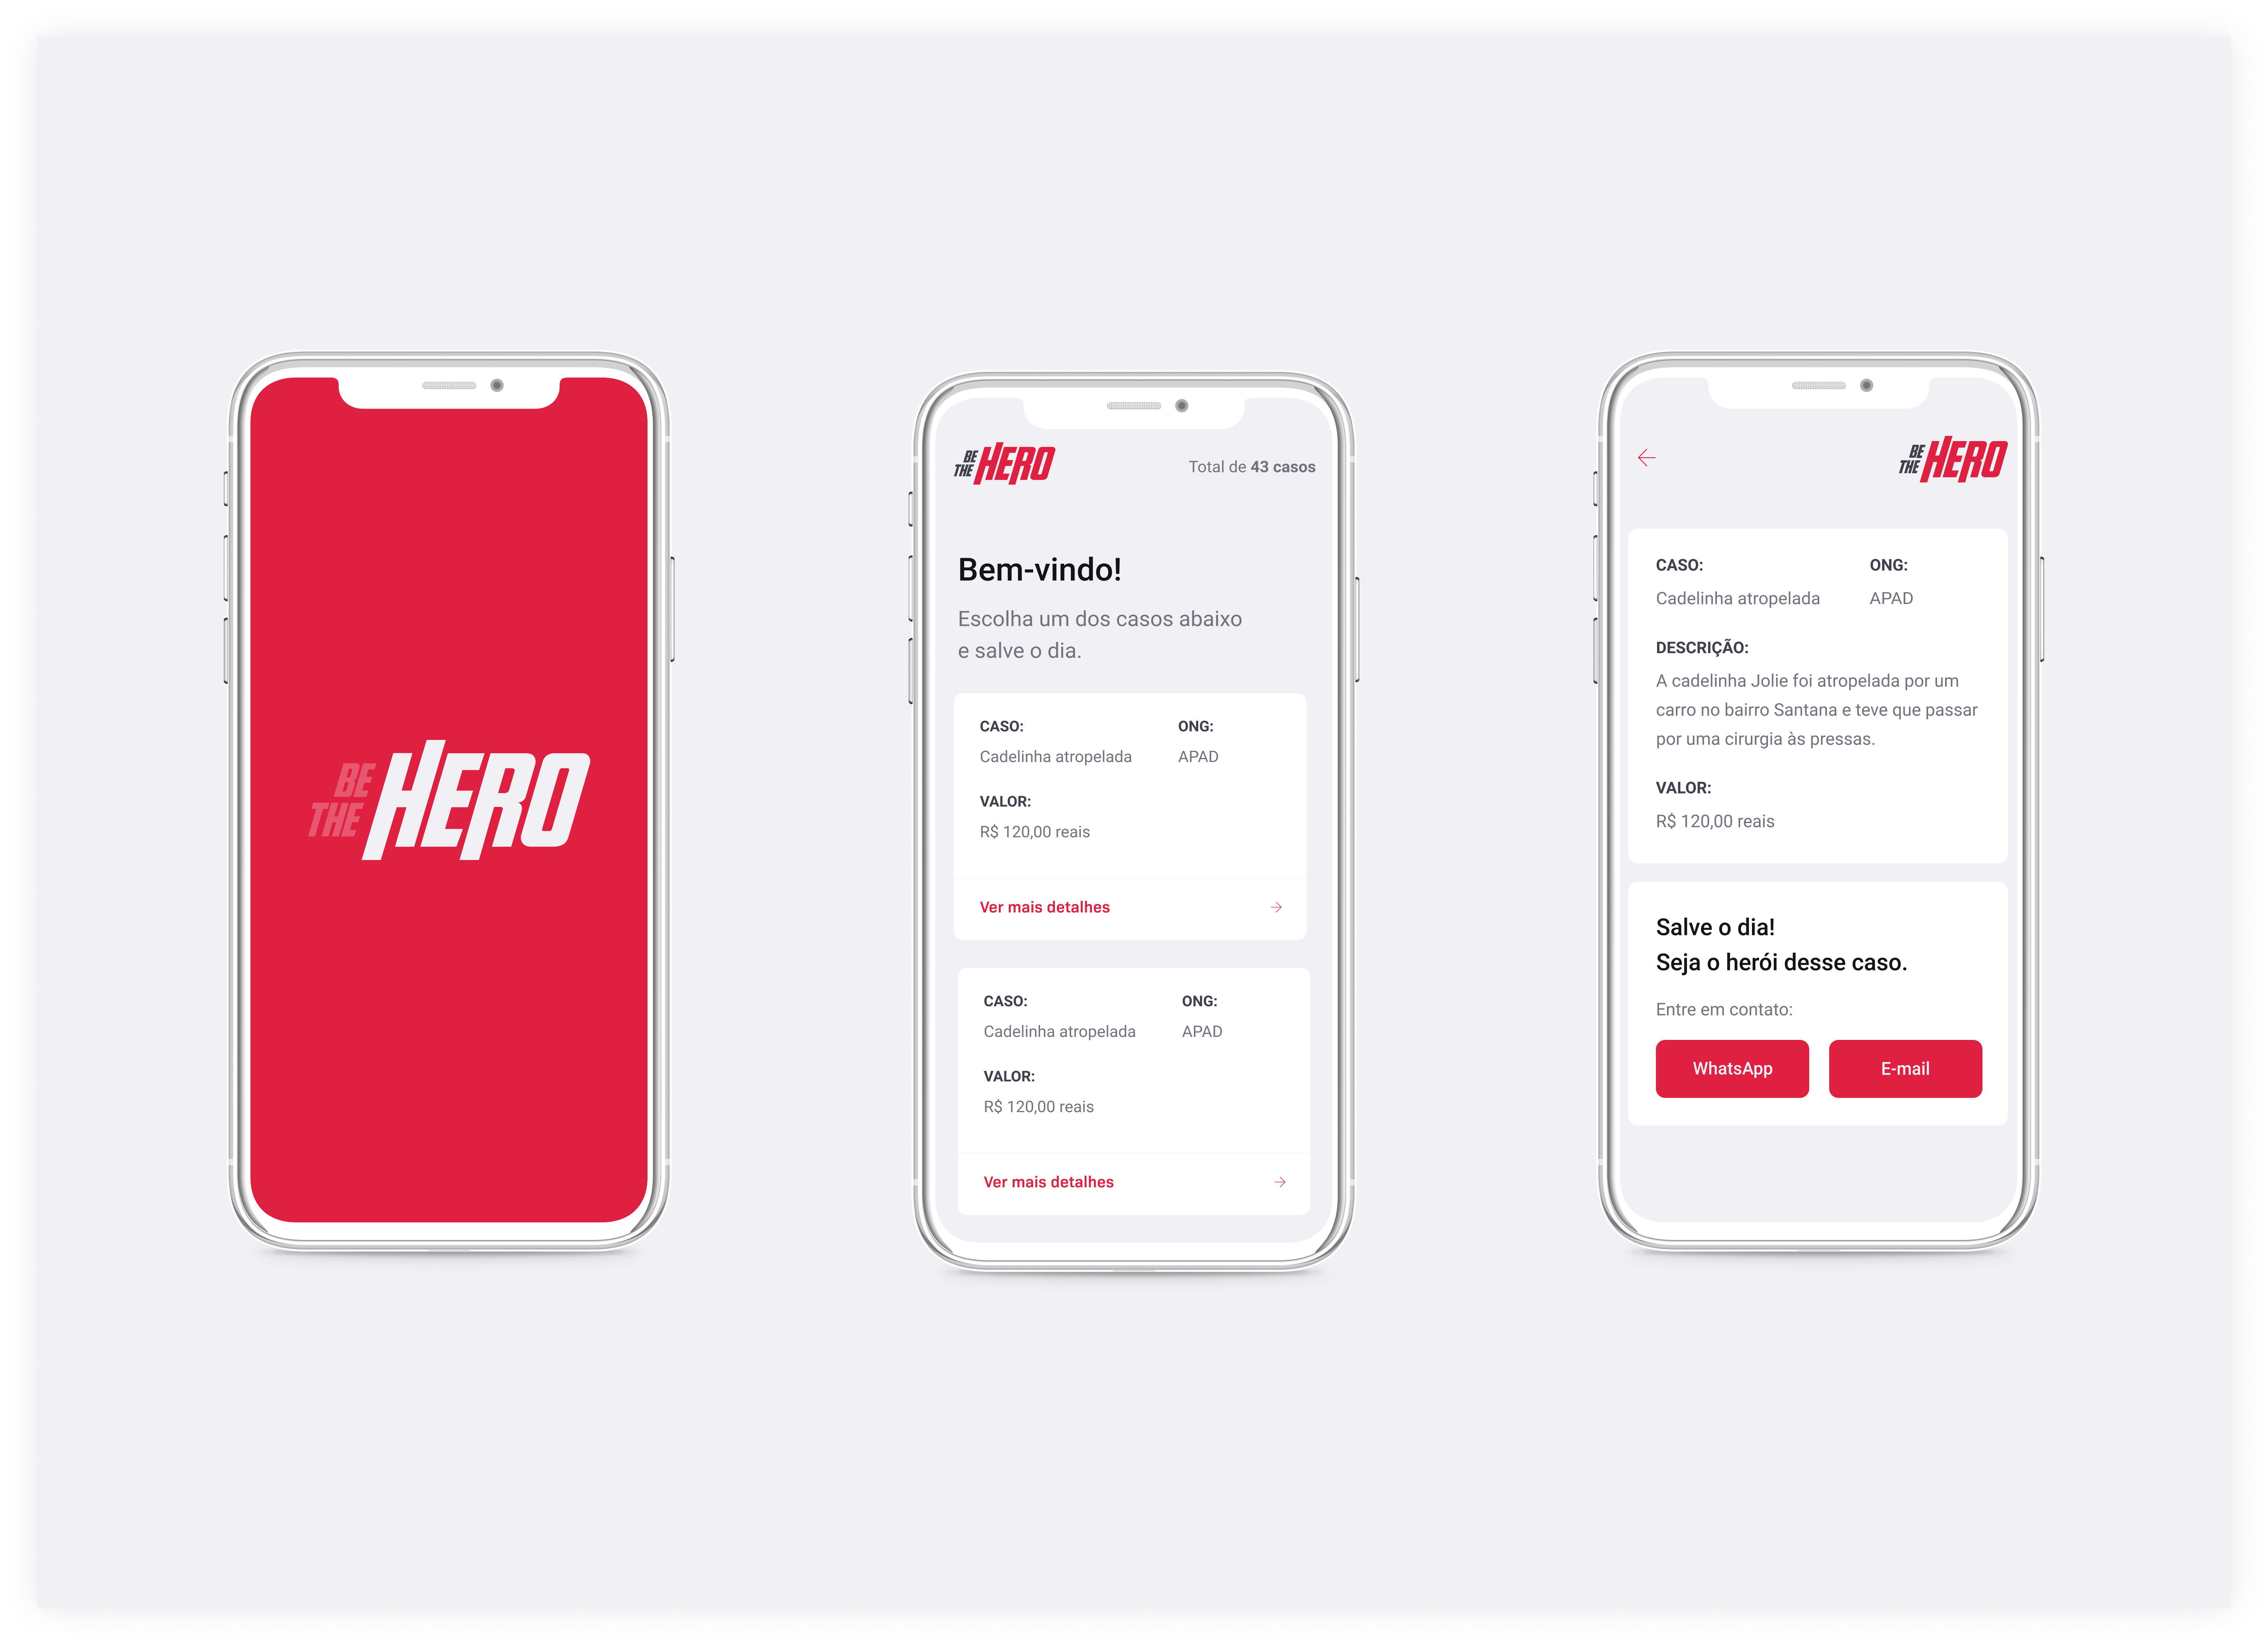 BE
THE HERO
BE
THE HERO
Total de 43 casos
Bem-vindo!
Escolha um dos casos abaixo
e salve o dia.
CASO: ONG:
Cadelinha atropelada APAD
VALOR:
R$ 120,00 reais
Ver mais detalhes
CASO: ONG:
Cadelinha atropelada APAD
VALOR:
R$ 120,00 reais
Ver mais detalhes
BE
THE HERO
CASO: ONG:
Cadelinha atropelada APAD
DESCRIÇÃO:
A cadelinha Jolie foi atropelada por um
carro no bairro Santana e teve que passar
por uma cirurgia às pressas.
VALOR:
R$ 120,00 reais
Salve o dia!
Seja o herói desse caso.
Entre em contato:
WhatsApp E-mail